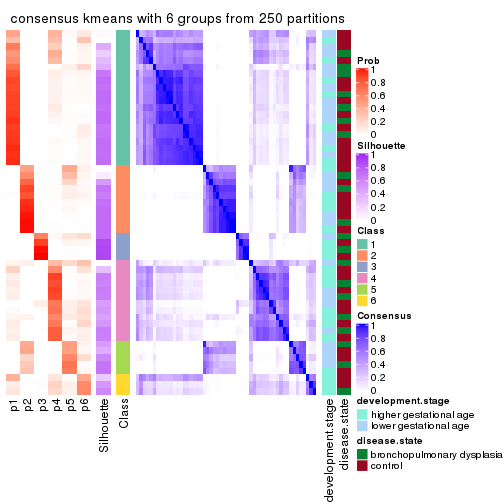 consensus kmeans with 6 groups from 250 partitions
p1
p2
p3
p4
p5
p6
Silhouette
Class
development.stage
disease.state
Prob
1
0.8
0.6
0.4
0.2
0
Silhouette
1
0.8
0.6
0.4
0.2
0
Class
1
2
3
4
5
6
Consensus
1
0.8
0.6
0.4
0.2
0
development.stage
higher gestational age
lower gestational age
disease.state
bronchopulmonary dysplasia
control